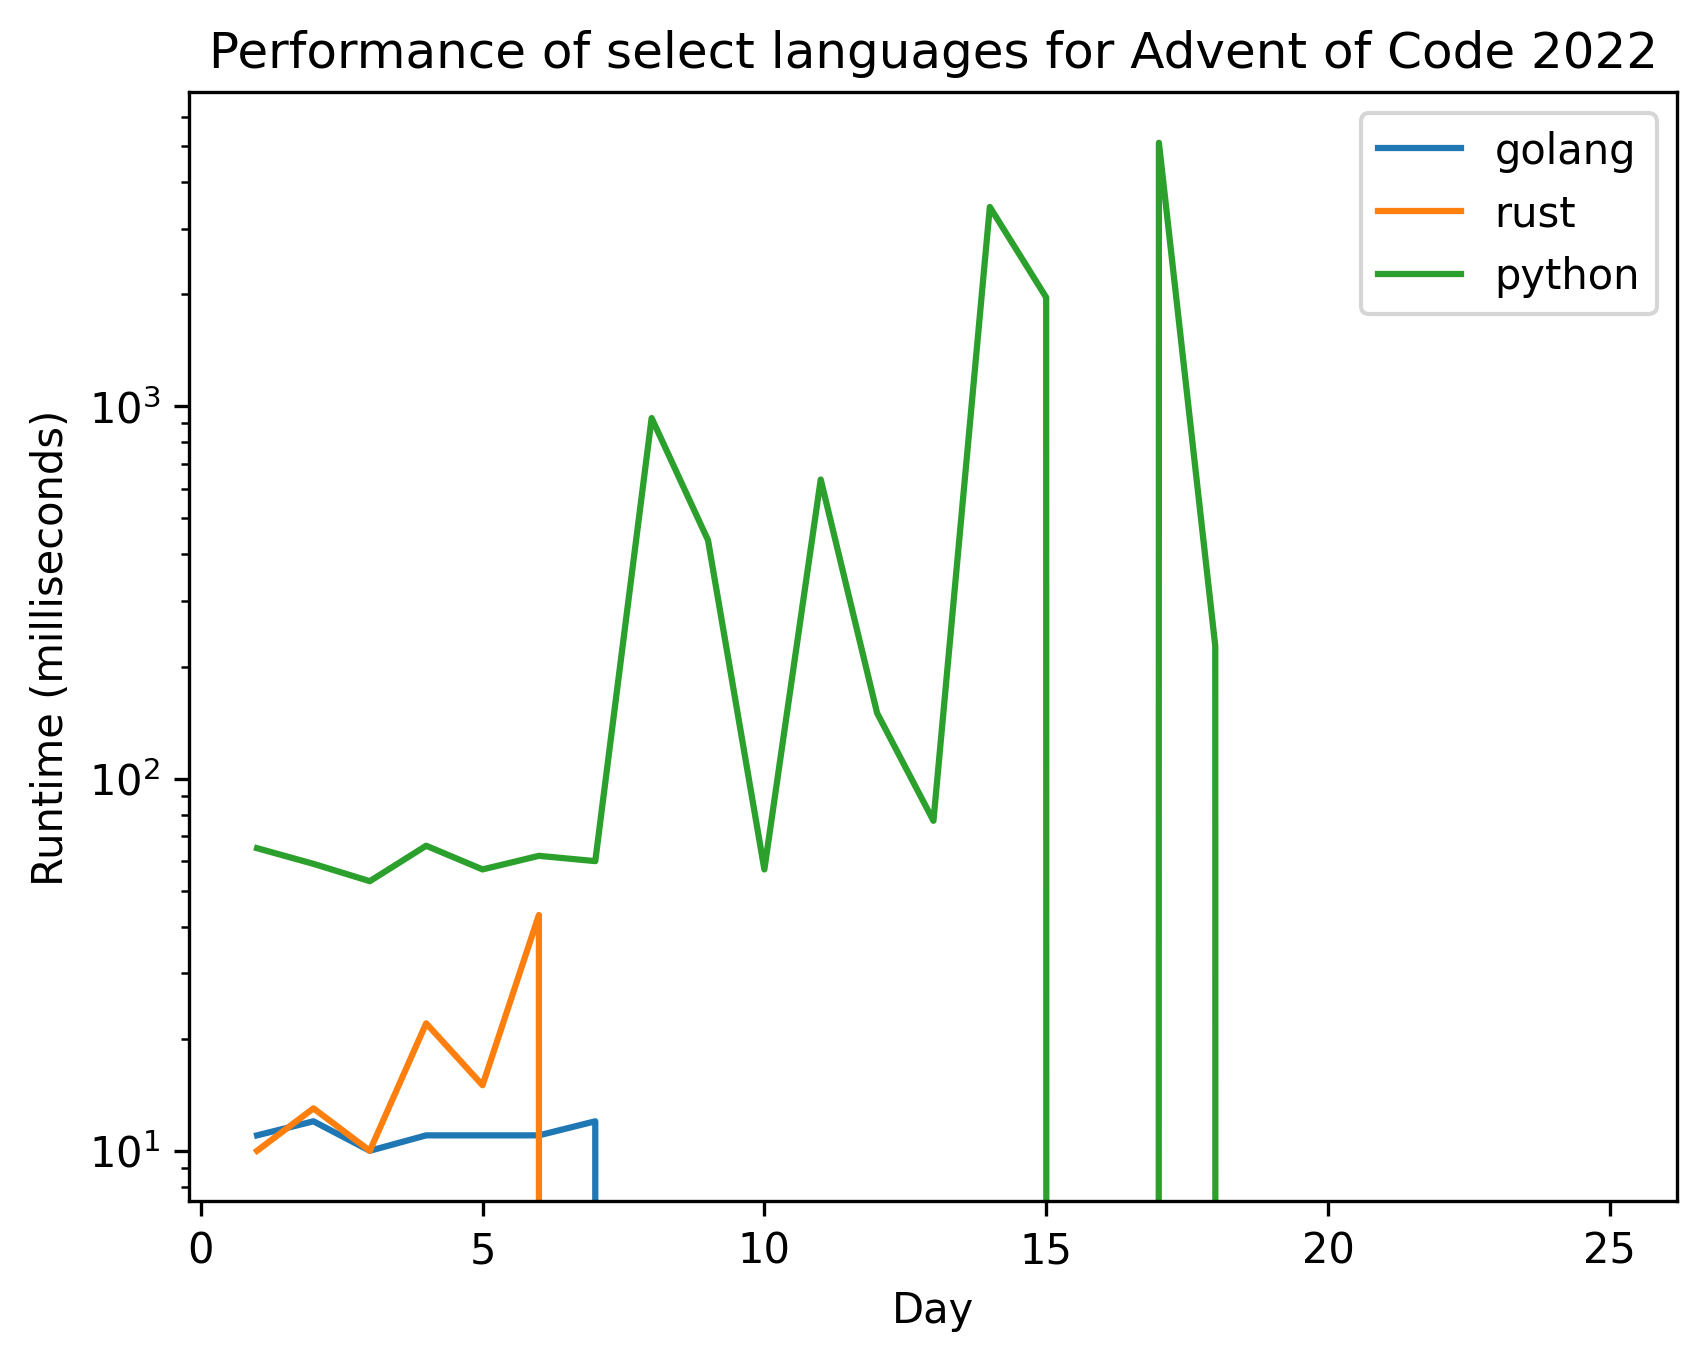 Performance of select languages for Advent of Code 2022
golang
rust
python
Runtime (milliseconds)
10³
10²
10¹
0 5 10 15 20 25
Day